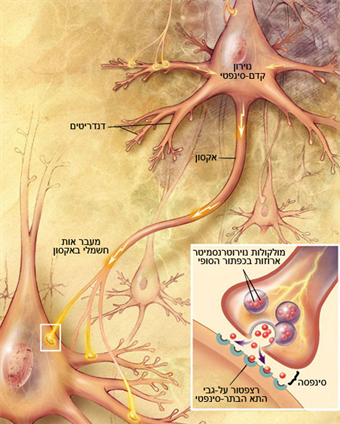 נוירון
קדם-סינפטי
דנדריטים
אקסון
מעבר אות
חשמלי באקסון
מולקולות נוירוטרנסמיטר
ארוזות בכפתור הסופי
סינפסה
רצפטור על-גבי
התא הבתר-סינפטי